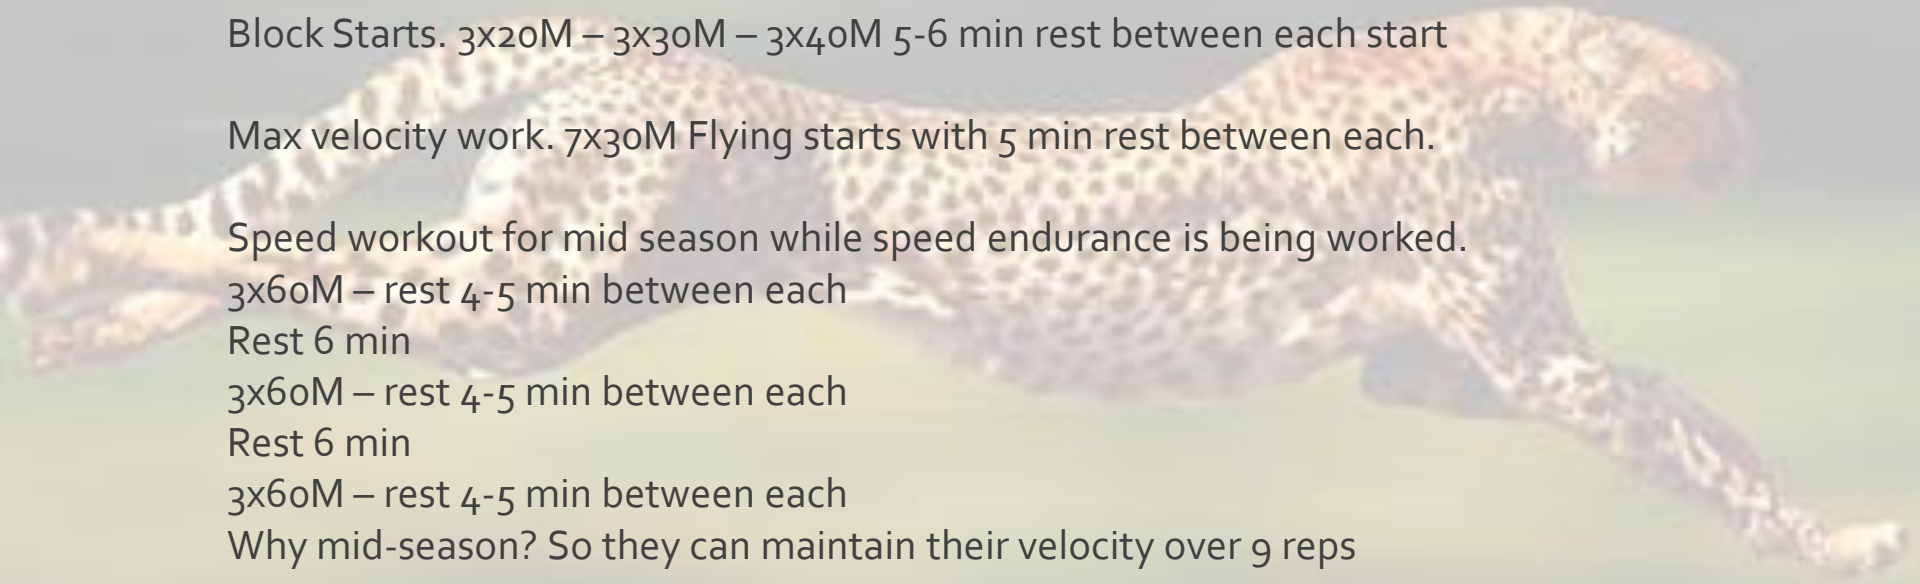 Block Starts. 3x20M – 3x30M – 3x40M 5-6 min rest between each start
Max velocity work. 7x30M Flying starts with 5 min rest between each.
Speed workout for mid season while speed endurance is being worked.
3x60M – rest 4-5 min between each
Rest 6 min
3x60M – rest 4-5 min between each
Rest 6 min
3x60M – rest 4-5 min between each
Why mid-season? So they can maintain their velocity over 9 reps